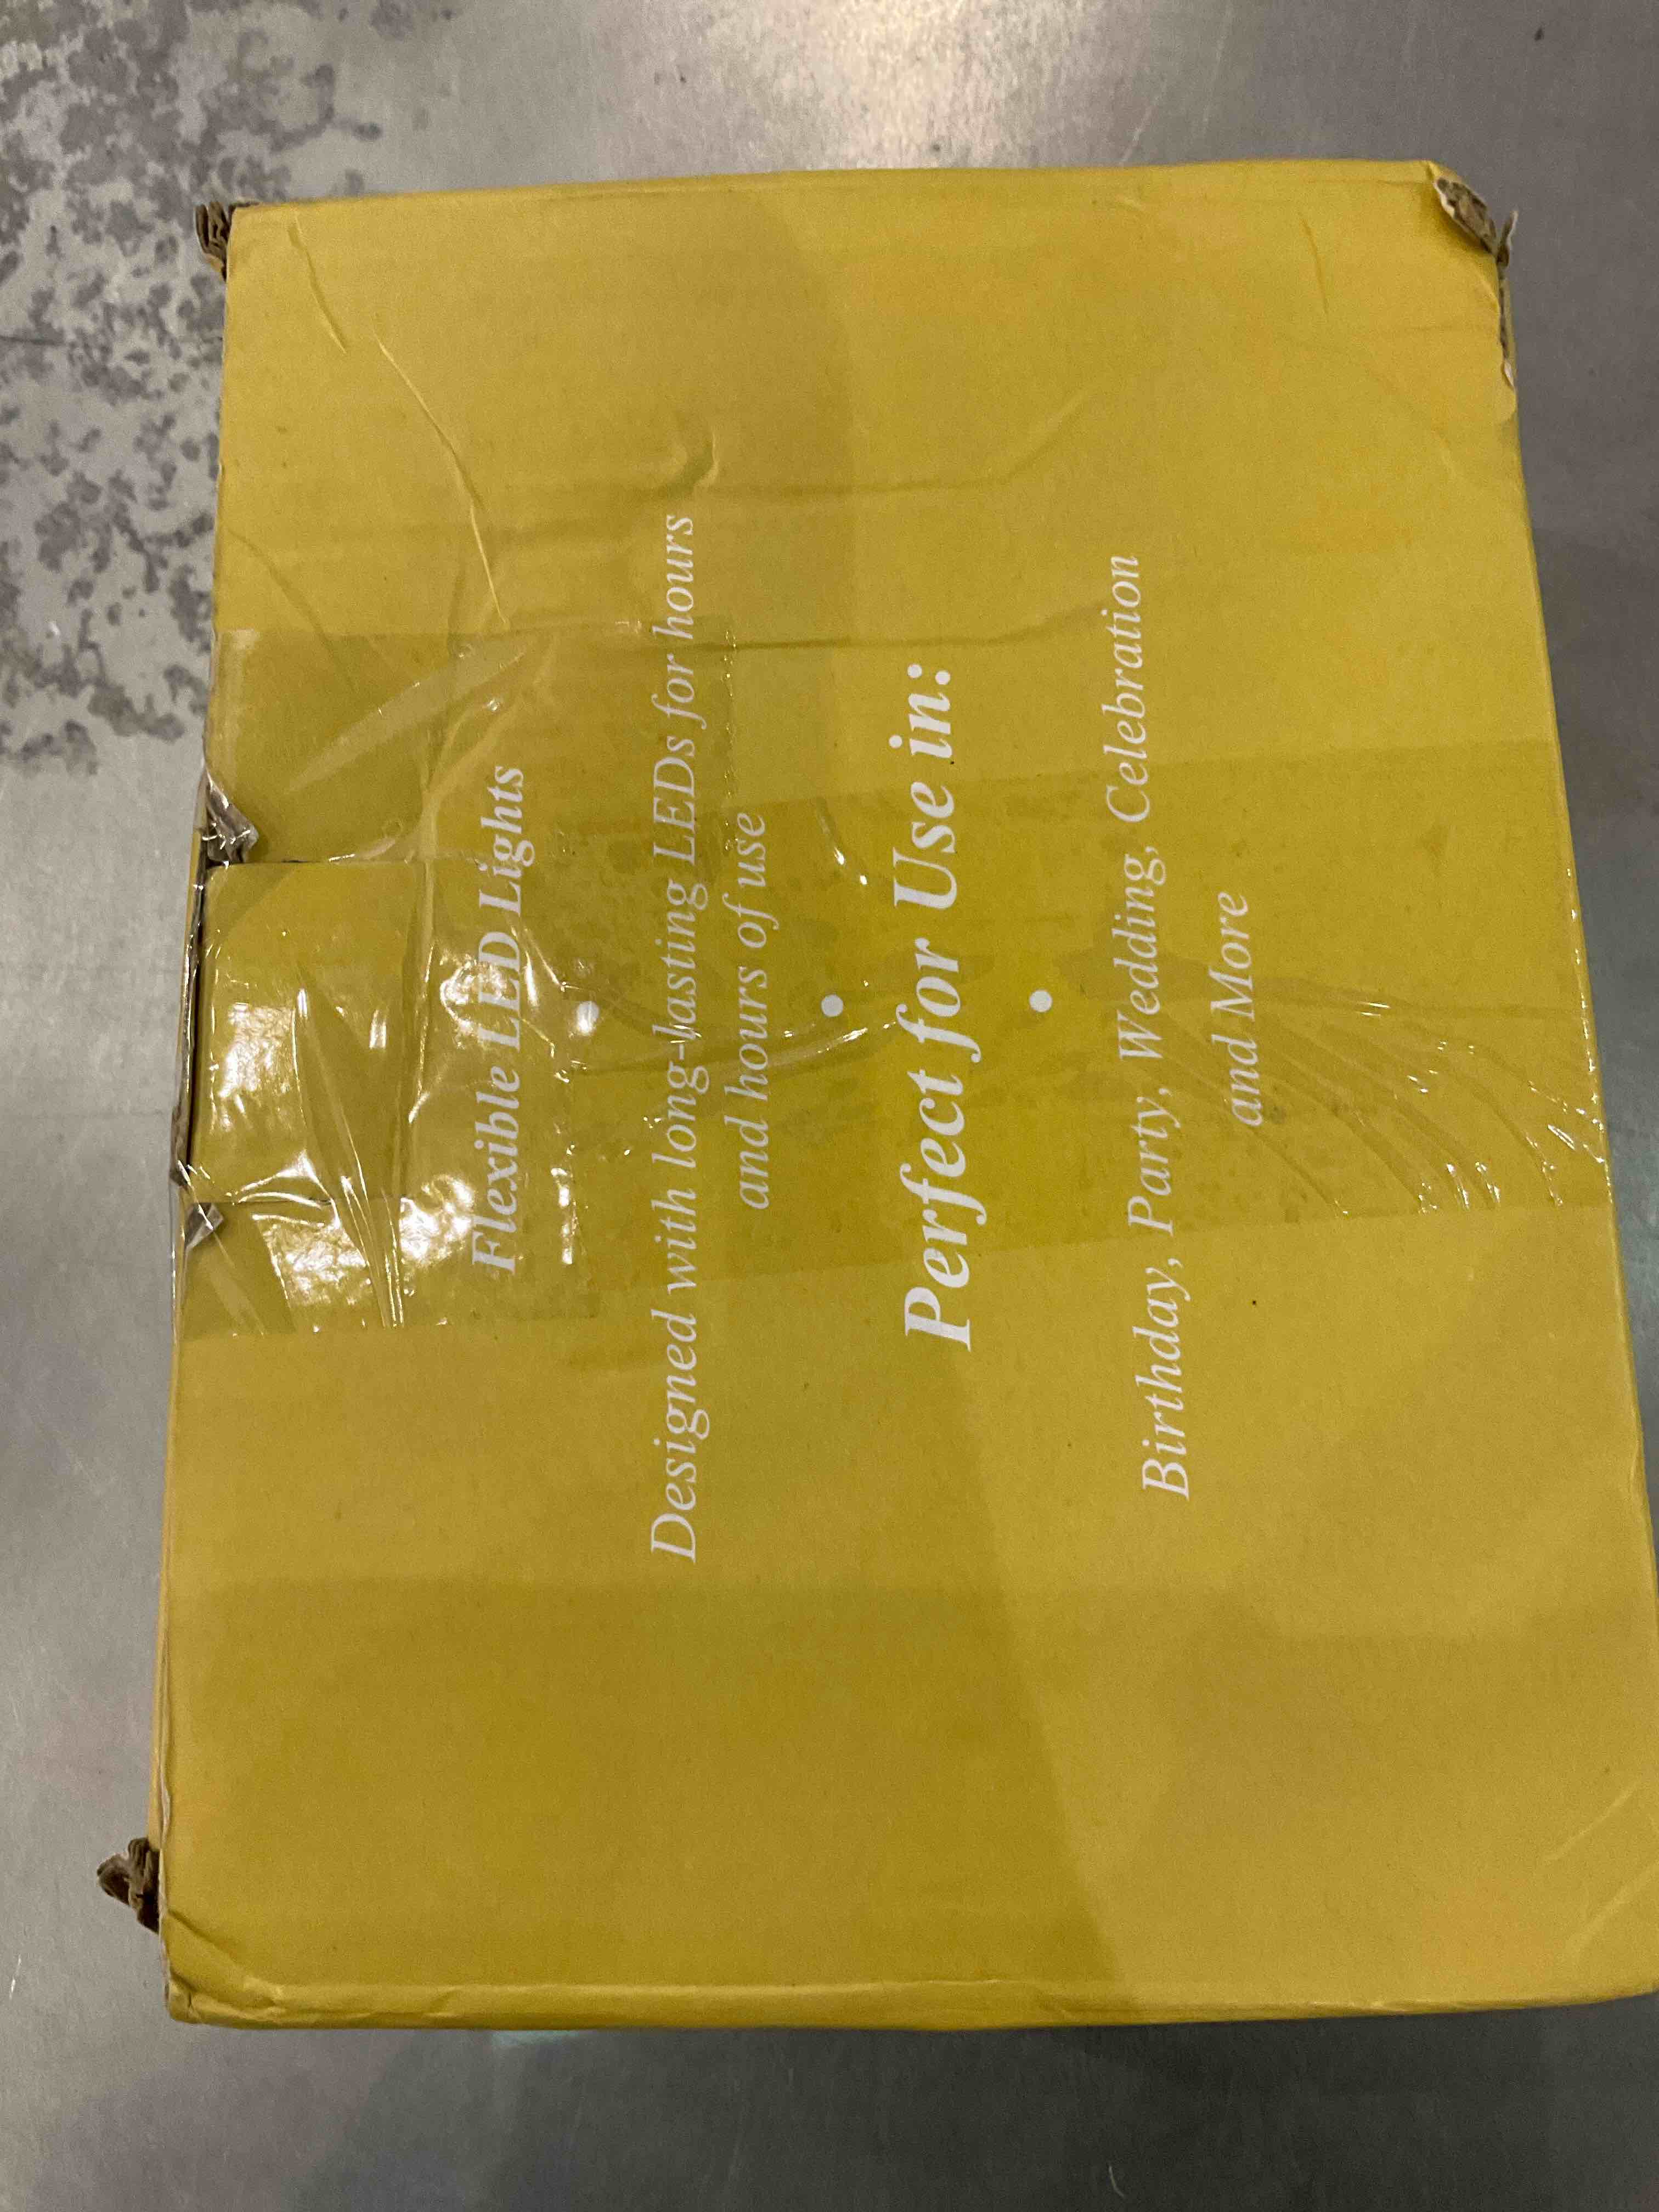 Flexible LED Lights
Designed with long-lasting LEDs for hours
and hours of use
Perfect for Use in:
Birthday, Party, Wedding, Celebration
and More